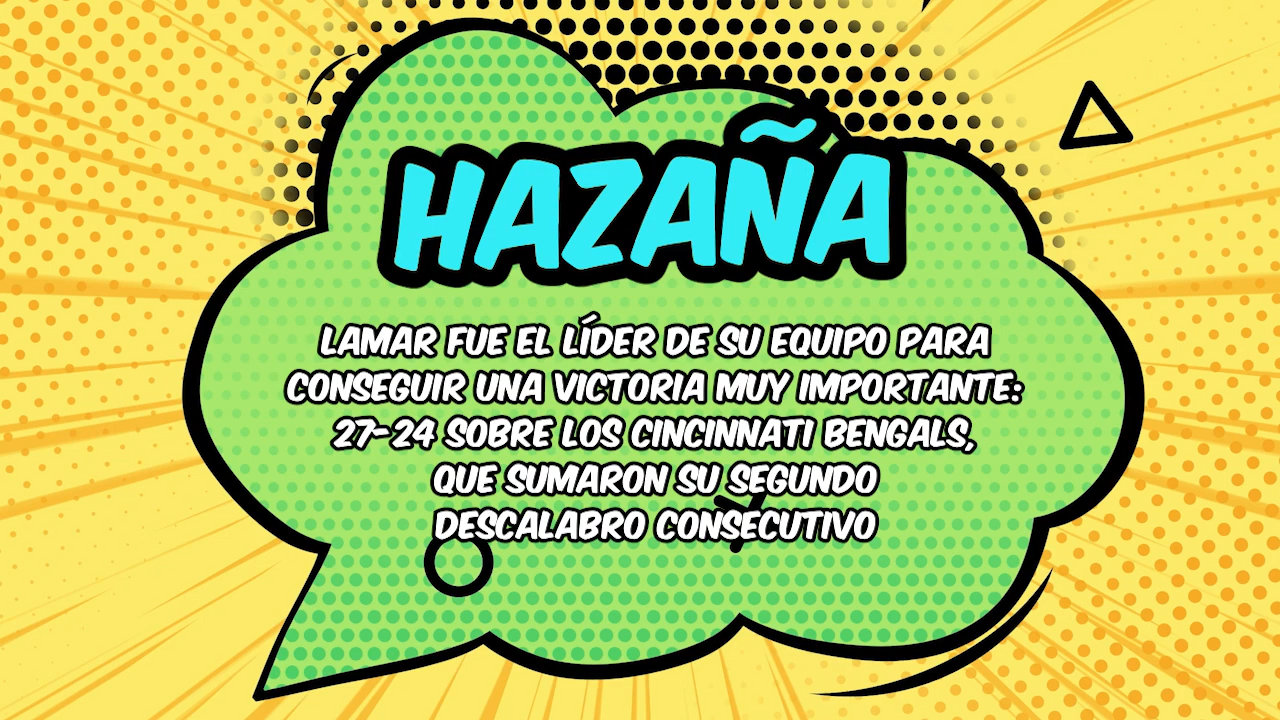 HAZAÑA
LAMAR FUE EL LÍDER DE SU EQUIPO PARA
CONSEGUIR UNA VICTORIA MUY IMPORTANTE:
27-24 SOBRE LOS CINCINNATI BENGALS,
QUE SUMARON SU SEGUNDO
DESCALABRO CONSECUTIVO